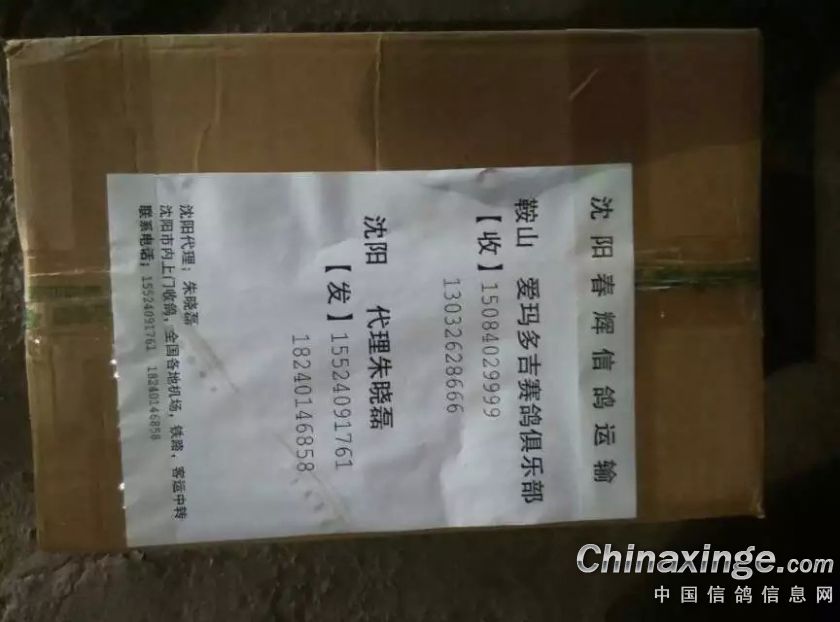 沈阳春辉信鸽运输
鞍山 爱玛多吉赛鸽俱乐部
【收】15084029999
13032628666
沈阳 代理朱晓磊
【发】15524091761
18240146858
沈阳代理：朱晓磊
沈阳市内上门收鸽，全国各地机场，铁路，客运中转
联系电话：15524091761 18240146858
Chinaxinge.com
中国信鸽信息网